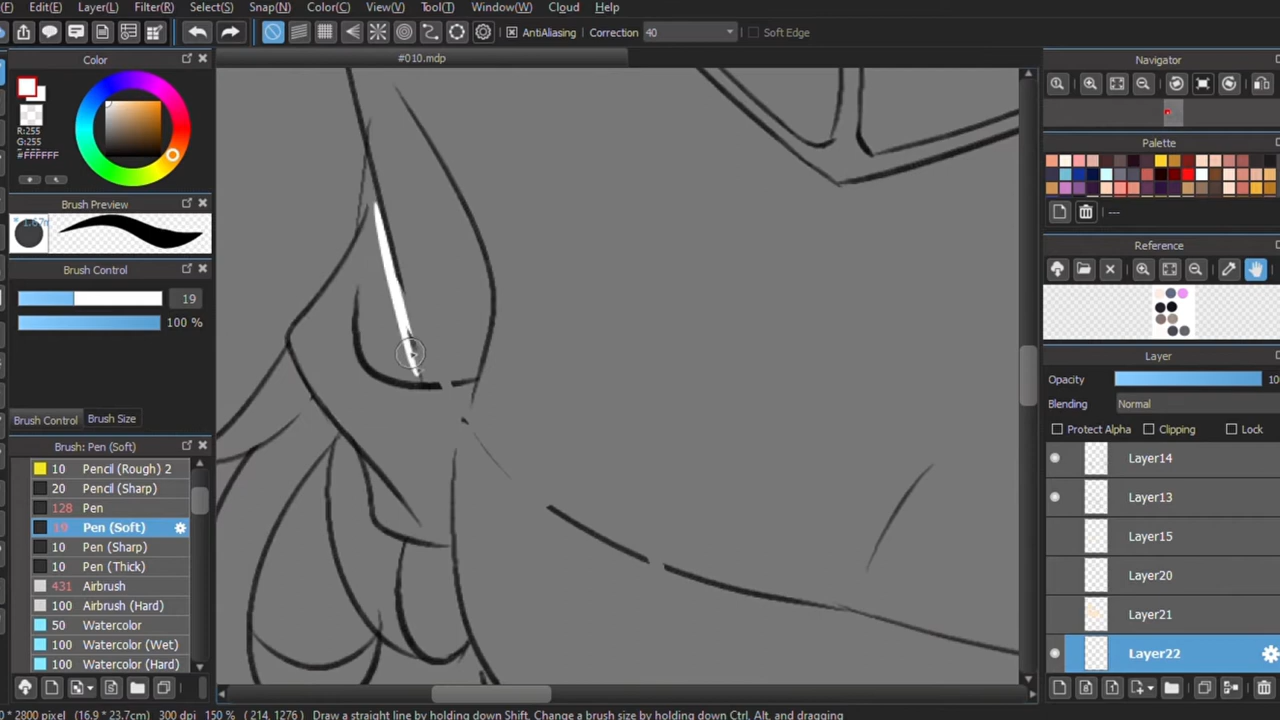 (F) Edit(E) Layer(L) Filter(R) Select(S) Snap(N) Color(C) View(V) Tool(T) Window(W) Cloud Help
AntiAliasing Correction 40 Soft Edge
#010.mdp
Color
R:255
G:255
#FFFFFF
Brush Preview
Brush Control
19
100 %
Brush Control Brush Size
Brush: Pen (Soft)
10 Pencil (Rough) 2
20 Pencil (Sharp)
128 Pen
19 Pen (Soft)
10 Pen (Sharp)
10 Pen (Thick)
431 Airbrush
100 Airbrush (Hard)
50 Watercolor
100 Watercolor (Wet)
100 Watercolor (Hard)
Navigator
Palette
---
Reference
Layer
Opacity 10
Blending Normal
Protect Alpha Clipping Lock
Layer14
Layer13
Layer15
Layer20
Layer21
Layer22
* 2800 pixel (16.9 * 23.7cm) 300 dpi 150 % ( 214, 1276 ) Draw a straight line by holding down Shift, Change a brush size by holding down Ctrl, Alt, and dragging